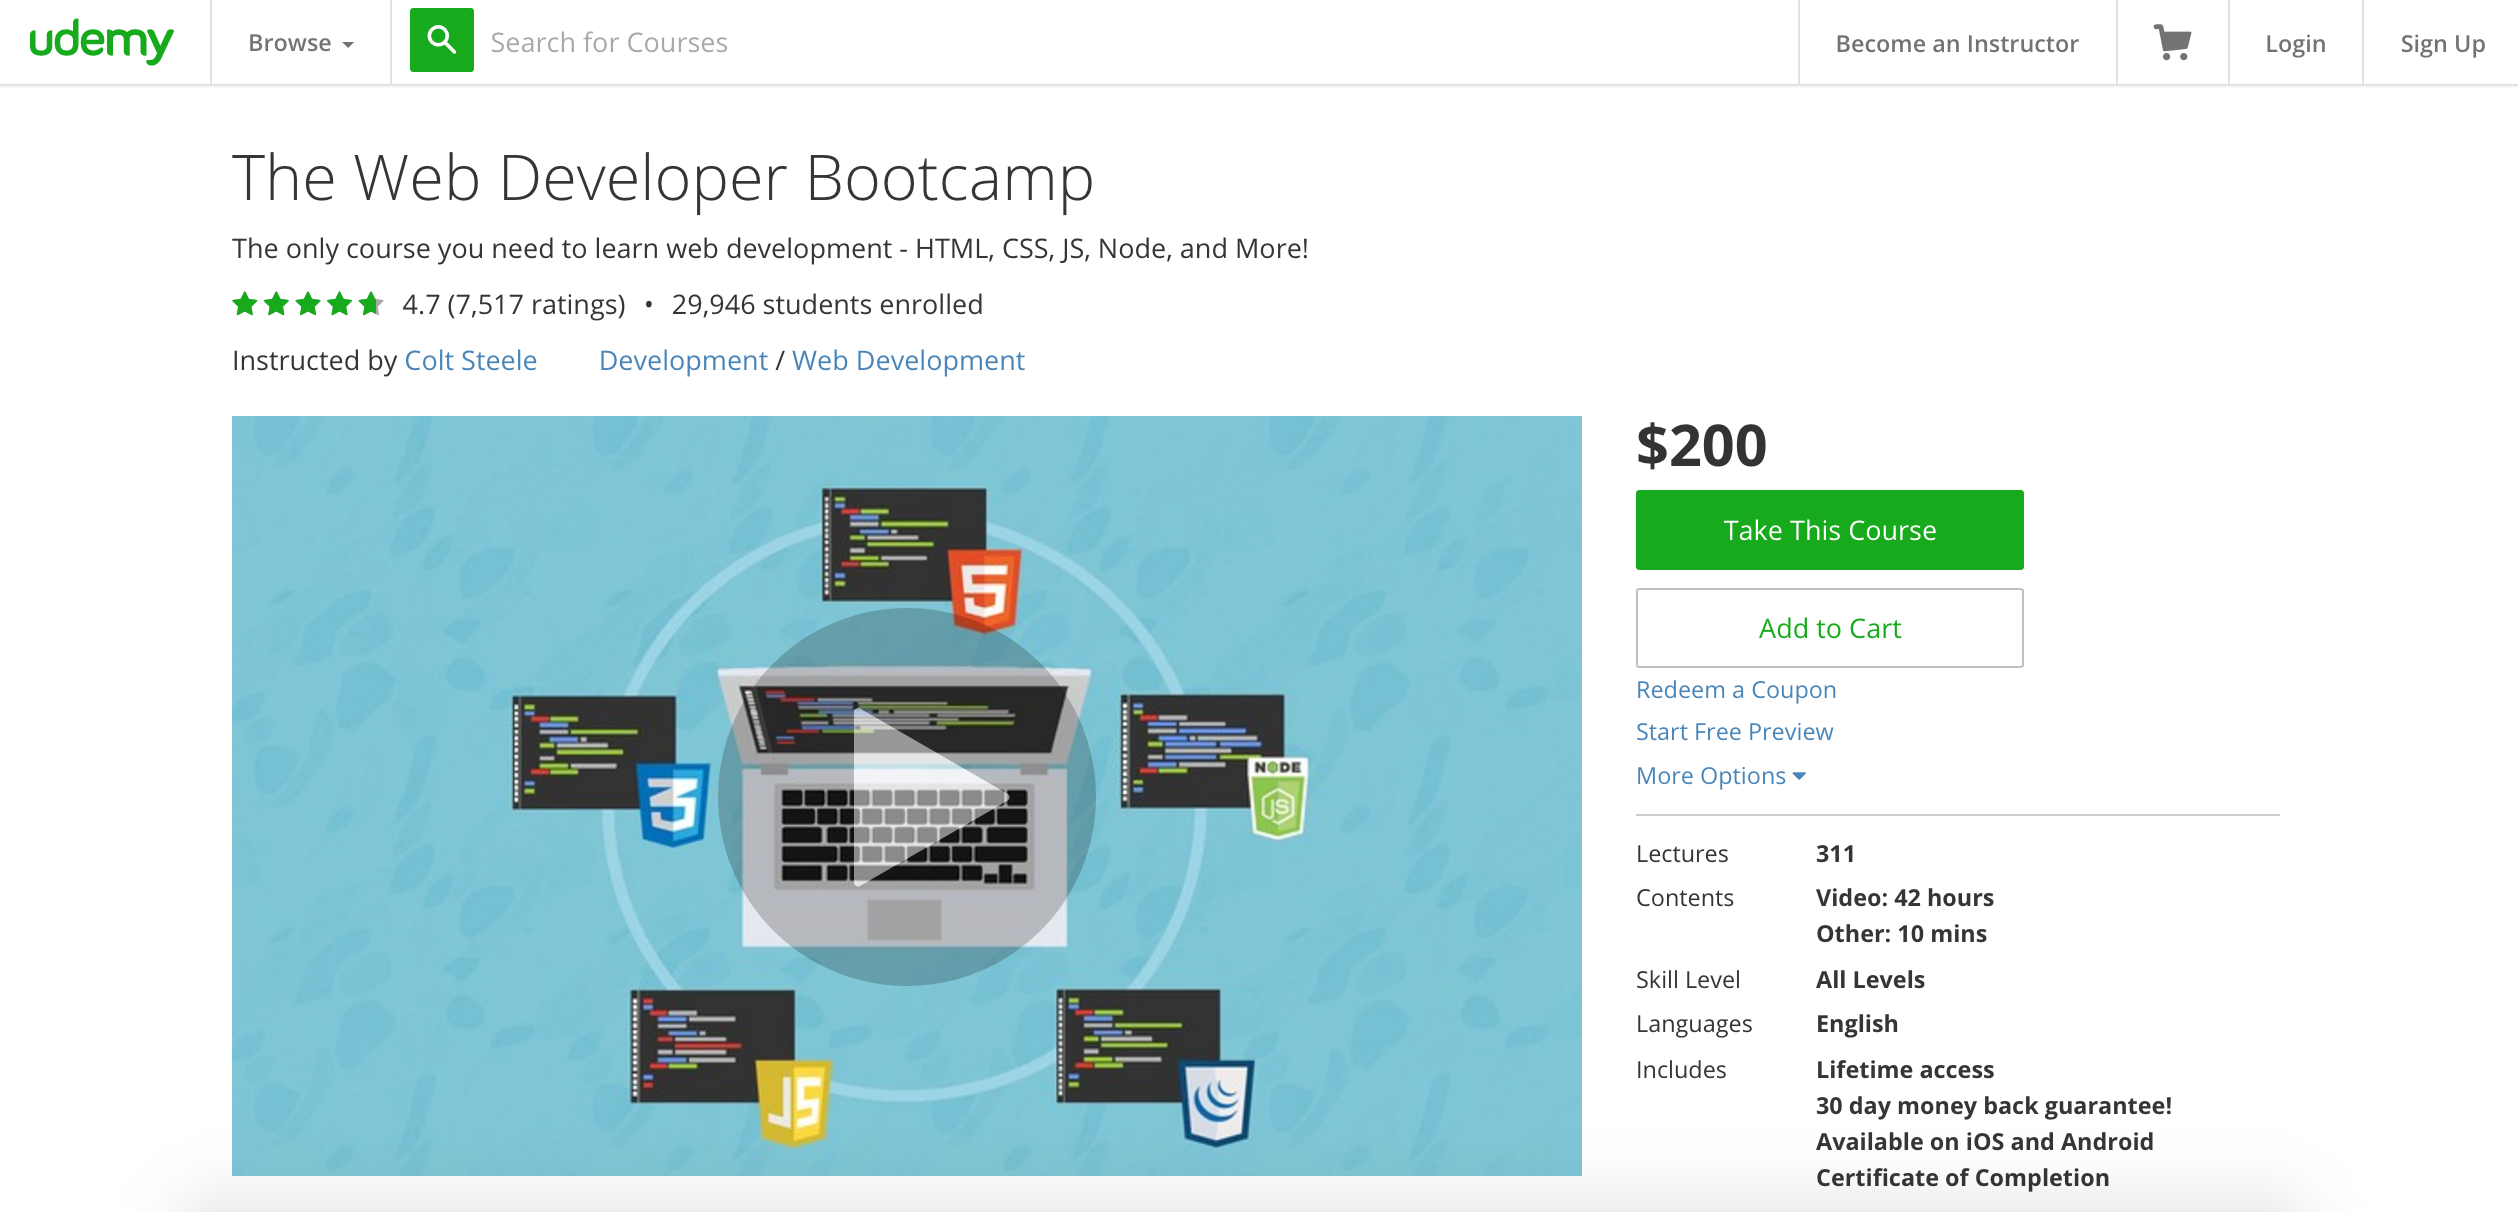 udemy
Browse
Search for Courses
Become an Instructor
Login
Sign Up
The Web Developer Bootcamp
The only course you need to learn web development - HTML, CSS, JS, Node, and More!
4.7 (7,517 ratings) • 29,946 students enrolled
Instructed by Colt Steele
Development / Web Development
5
3
NODE
JS
JS
$200
Take This Course
Add to Cart
Redeem a Coupon
Start Free Preview
More Options
Lectures 311
Contents Video: 42 hours
Other: 10 mins
Skill Level All Levels
Languages English
Includes Lifetime access
30 day money back guarantee!
Available on iOS and Android
Certificate of Completion